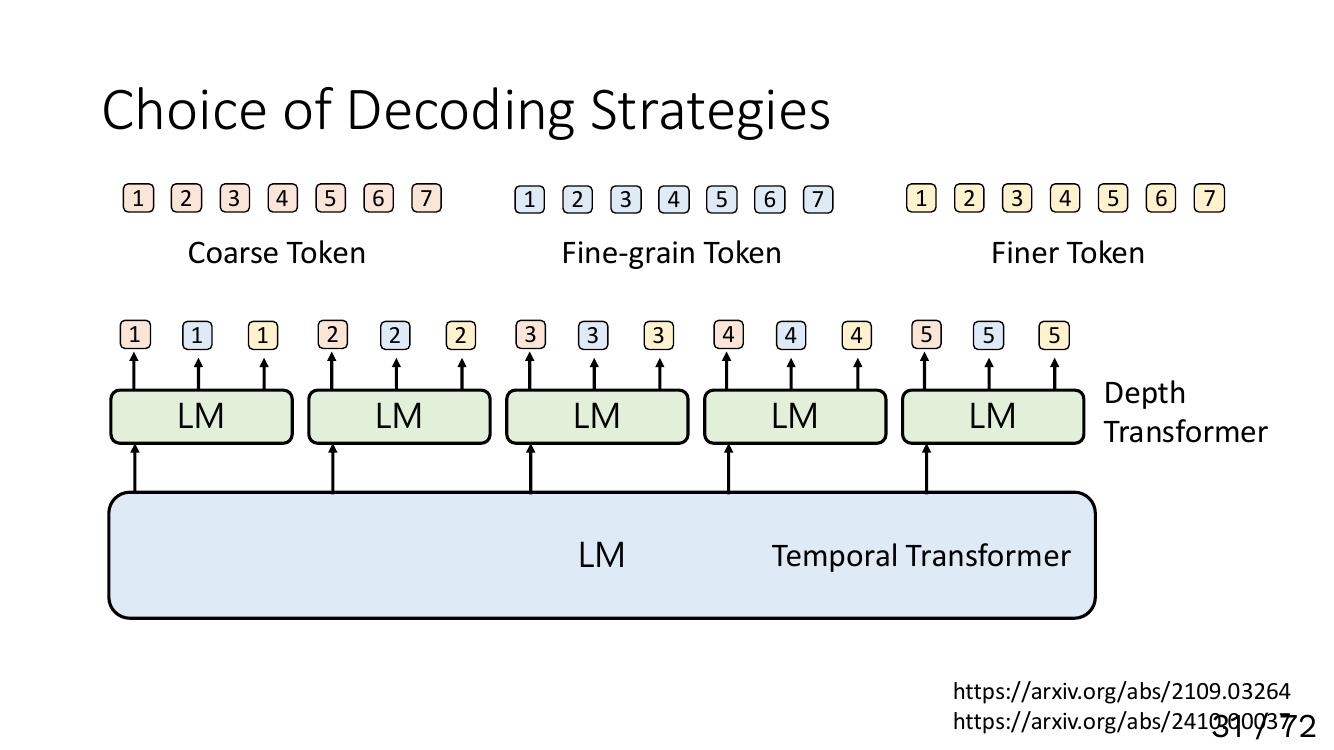 Choice of Decoding Strategies
1 2 3 4 5 6 7
1 2 3 4 5 6 7
1 2 3 4 5 6 7
Coarse Token
Fine-grain Token
Finer Token
1 1 1 2 2 2 3 3 3 4 4 4 5 5 5
LM LM LM LM LM
Depth
Transformer
LM
Temporal Transformer
https://arxiv.org/abs/2109.03264
https://arxiv.org/abs/2410.00037
31 / 72